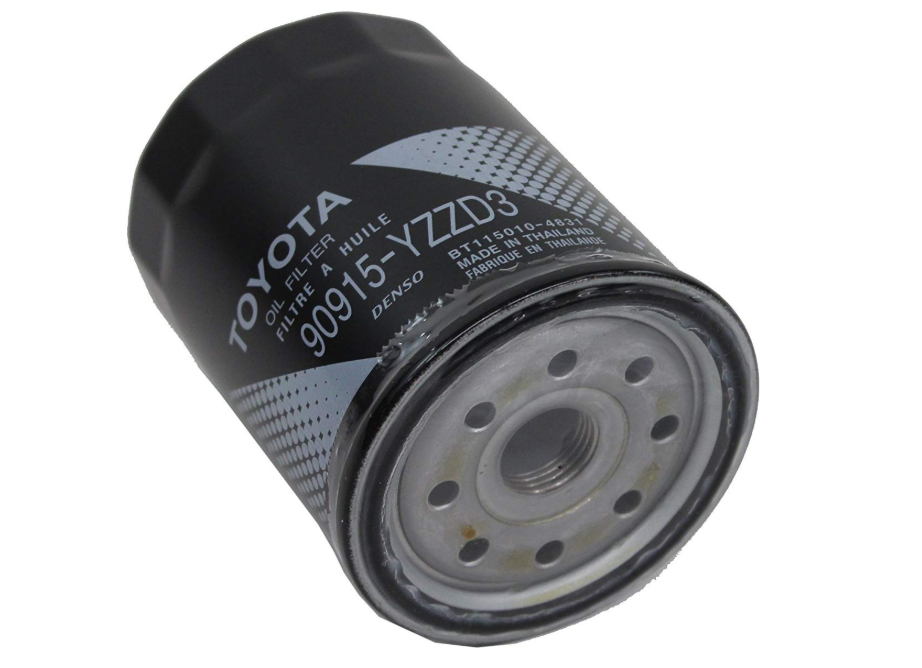 TOYOTA
OIL FILTER
FILTRE A HUILE
90915-YZZD3
DENSO
BT115010-4831
MADE IN THAILAND
FABRIQUE EN THAILANDE